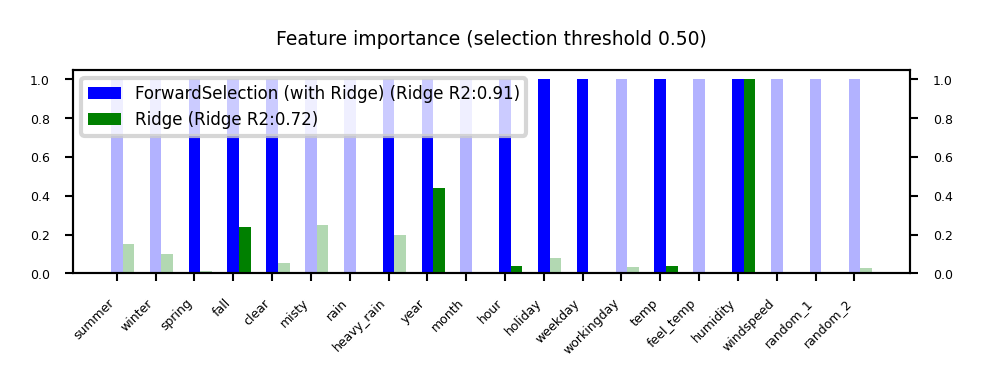 Feature importance (selection threshold 0.50)
1.0
0.8
0.6
0.4
0.2
0.0
ForwardSelection (with Ridge) (Ridge R2:0.91)
Ridge (Ridge R2:0.72)
1.0
0.8
0.6
0.4
0.2
0.0
summer
winter
spring
fall
clear
misty
rain
heavy_rain
year
month
hour
holiday
weekday
workingday
temp
feel_temp
humidity
windspeed
random_1
random_2